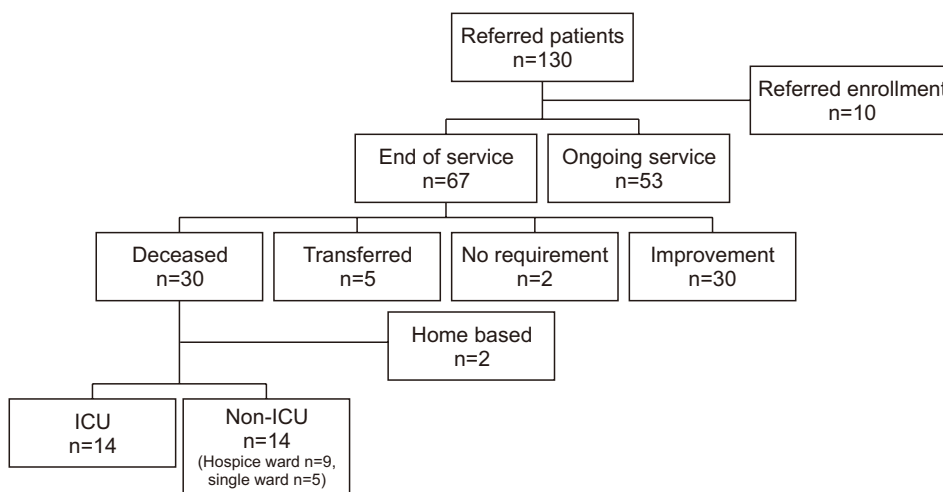 Referred patients
n=130
Referred enrollment
n=10
End of service
n=67
Ongoing service
n=53
Deceased
n=30
Transferred
n=5
No requirement
n=2
Improvement
n=30
Home based
n=2
ICU
n=14
Non-ICU
n=14
(Hospice ward n=9,
single ward n=5)